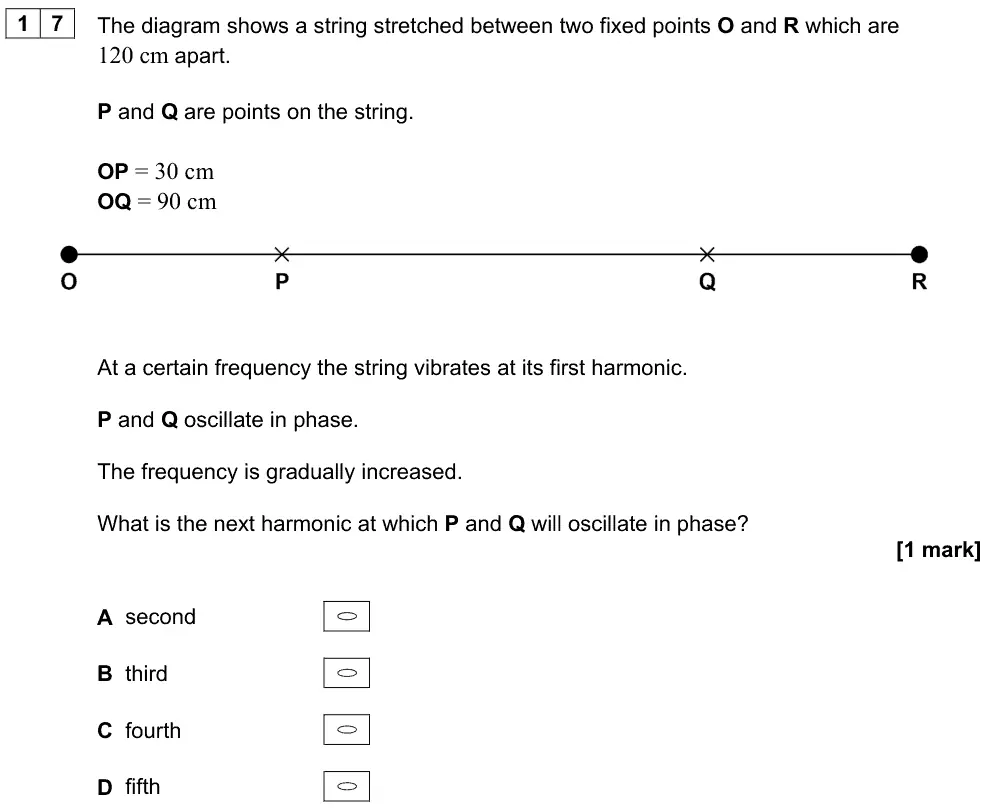 1 7 The diagram shows a string stretched between two fixed points O and R which are
120 cm apart.
P and Q are points on the string.
OP = 30 cm
OQ = 90 cm
O P Q R
At a certain frequency the string vibrates at its first harmonic.
P and Q oscillate in phase.
The frequency is gradually increased.
What is the next harmonic at which P and Q will oscillate in phase?
[1 mark]
A second
B third
C fourth
D fifth